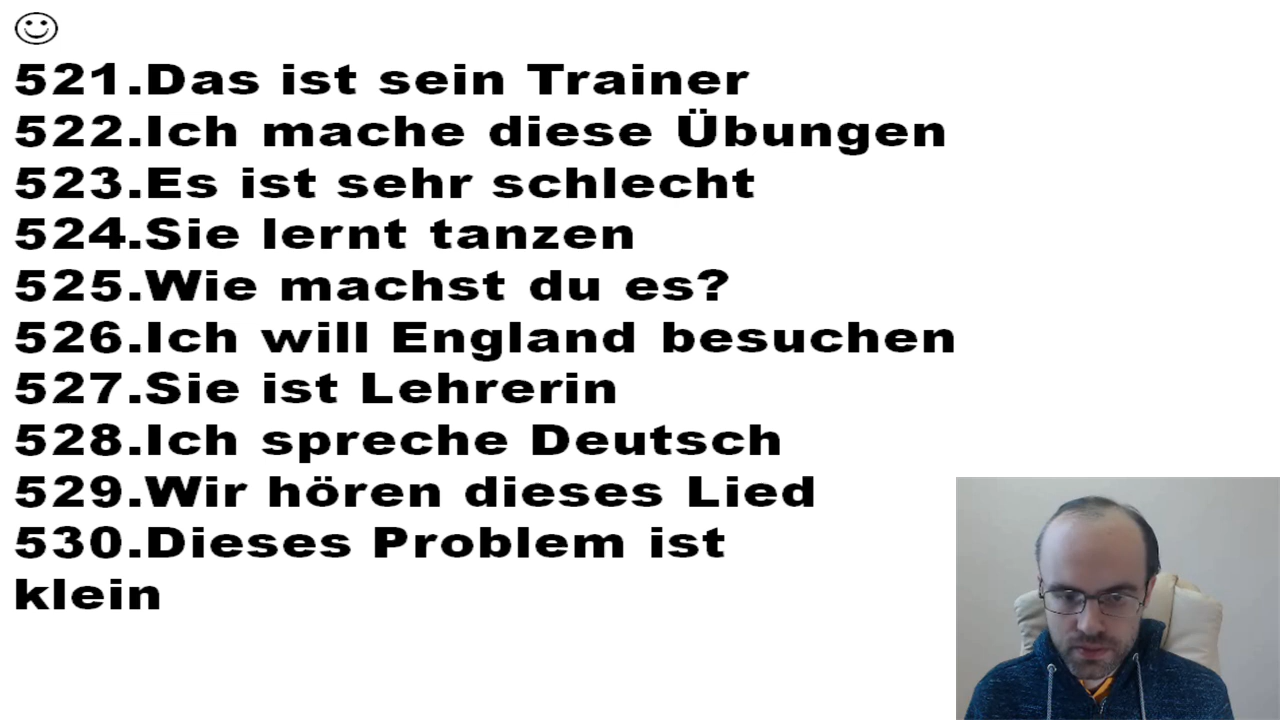 521.Das ist sein Trainer
522.Ich mache diese Übungen
523.Es ist sehr schlecht
524.Sie lernt tanzen
525.Wie machst du es?
526.Ich will England besuchen
527.Sie ist Lehrerin
528.Ich spreche Deutsch
529.Wir hören dieses Lied
530.Dieses Problem ist
klein